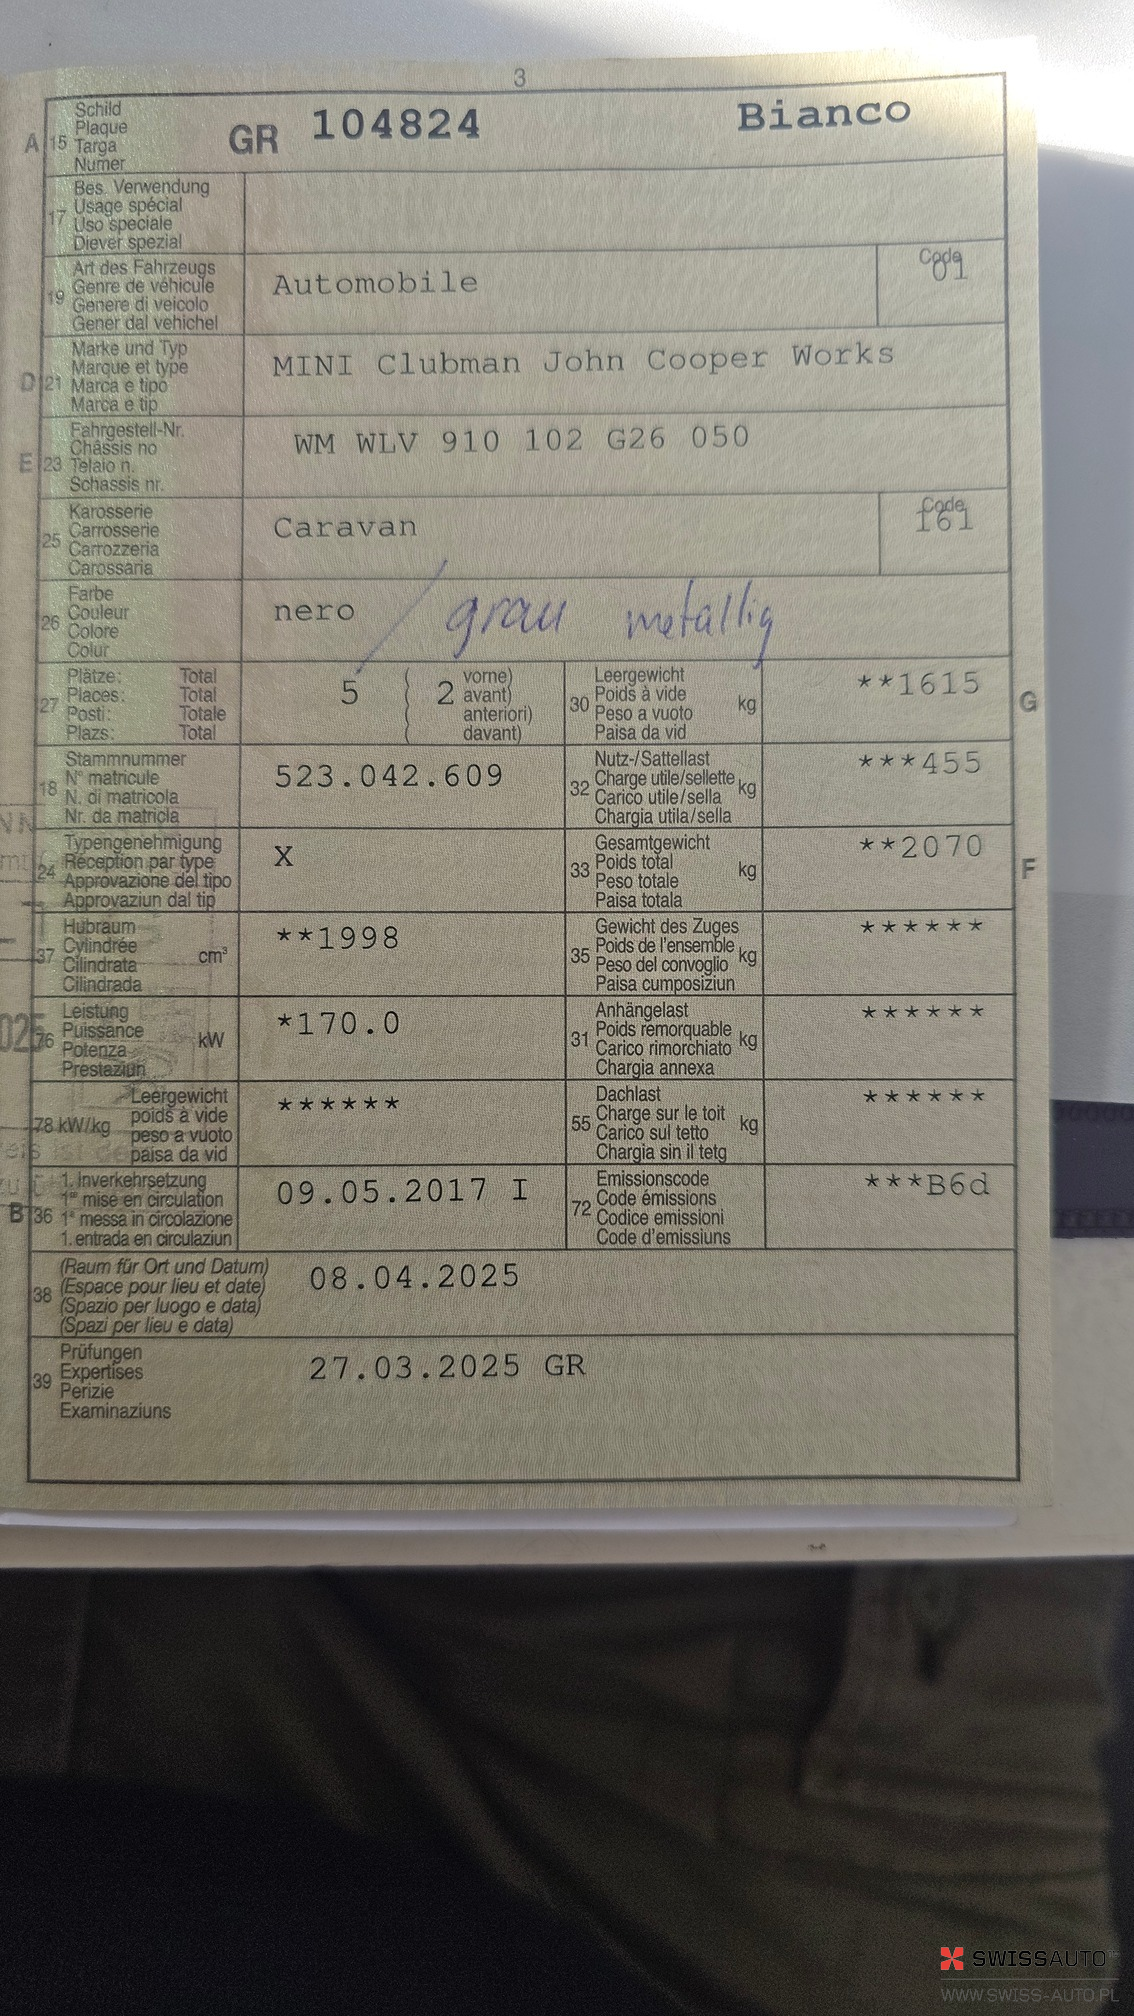 3
A 15 Schild
Plaque
Targa
Numer
GR 104824 Bianco
17 Bes. Verwendung
Usage spécial
Uso speciale
Diever spezial
19 Art des Fahrzeugs
Genre de véhicule
Genere di veicolo
Gener dal vehichel
Automobile
Code
01
D 21 Marke und Typ
Marque et type
Marca e tipo
Marca e tip
MINI Clubman John Cooper Works
E 23 Fahrgestell-Nr.
Châssis no
Telaio n.
Schassis nr.
WM WLV 910 102 G26 050
25 Karosserie
Carrosserie
Carrozzeria
Carossaria
Caravan
Code
161
26 Farbe
Couleur
Colore
Colur
nero / grau metallig
27 Plätze: Total
Places: Total
Posti: Totale
Plazs: Total
5 ( 2 vorne)
avant)
anteriori)
davant)
30 Leergewicht
Poids à vide
Peso a vuoto
Paisa da vid
kg
**1615
G
18 Stammnummer
N° matricule
N. di matricola
Nr. da matricla
523.042.609
32 Nutz-/Sattellast
Charge utile/sellette
Carico utile/sella
Chargia utila/sella
kg
***455
24 Typengenehmigung
Réception par type
Approvazione del tipo
Approvaziun dal tip
X
33 Gesamtgewicht
Poids total
Peso totale
Paisa totala
kg
**2070
F
37 Hubraum
Cylindrée
Cilindrata
Cilindrada
cm³
**1998
35 Gewicht des Zuges
Poids de l'ensemble
Peso del convoglio
Paisa cumposiziun
kg
******
76 Leistung
Puissance
Potenza
Prestaziun
kW
*170.0
31 Anhängelast
Poids remorquable
Carico rimorchiato
Chargia annexa
kg
******
78 kW/kg Leergewicht
poids à vide
peso a vuoto
paisa da vid
******
55 Dachlast
Charge sur le toit
Carico sul tetto
Chargia sin il tetg
kg
******
B 36 1. Inverkehrsetzung
1re mise en circulation
1a messa in circolazione
1. entrada en circulaziun
09.05.2017 I
72 Emissionscode
Code émissions
Codice emissioni
Code d'emissiuns
***B6d
38 (Raum für Ort und Datum)
(Espace pour lieu et date)
(Spazio per luogo e data)
(Spazi per lieu e data)
08.04.2025
39 Prüfungen
Expertises
Perizie
Examinaziuns
27.03.2025 GR
SWISSAUTO
WWW.SWISS-AUTO.PL